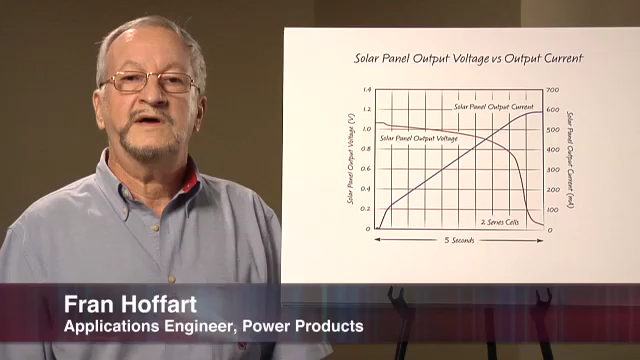 Solar Panel Output Voltage vs Output Current
1.4
1.2
1.0
0.8
0.6
0.4
0.2
0
Solar Panel Output Voltage (V)
Solar Panel Output Current
Solar Panel Output Voltage
2 Series Cells
700
600
500
400
300
200
100
0
Solar Panel Output Current (mA)
5 Seconds
Fran Hoffart
Applications Engineer, Power Products